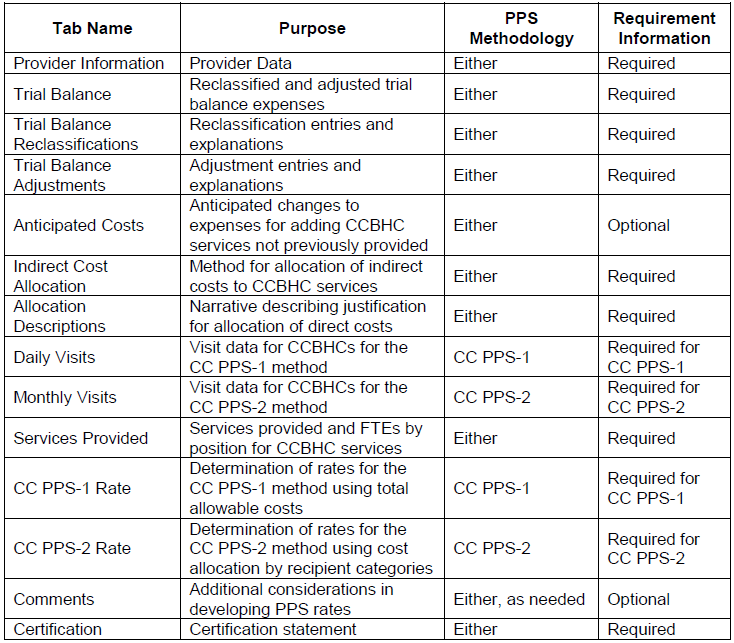 Tab Name
Purpose
PPS
Methodology
Requirement
Information
Provider Information
Provider Data
Either
Required
Trial Balance
Reclassified and adjusted trial
balance expenses
Either
Required
Trial Balance
Reclassifications
Reclassification entries and
explanations
Either
Required
Trial Balance
Adjustments
Adjustment entries and
explanations
Either
Required
Anticipated Costs
Anticipated changes to
expenses for adding CCBHC
services not previously provided
Either
Optional
Indirect Cost
Allocation
Method for allocation of indirect
costs to CCBHC services
Either
Required
Allocation
Descriptions
Narrative describing justification
for allocation of direct costs
Either
Required
Daily Visits
Visit data for CCBHCs for the
CC PPS-1 method
CC PPS-1
Required for
CC PPS-1
Monthly Visits
Visit data for CCBHCs for the
CC PPS-2 method
CC PPS-2
Required for
CC PPS-2
Services Provided
Services provided and FTEs by
position for CCBHC services
Either
Required
CC PPS-1 Rate
Determination of rates for the
CC PPS-1 method using total
allowable costs
CC PPS-1
Required for
CC PPS-1
CC PPS-2 Rate
Determination of rates for the
CC PPS-2 method using cost
allocation by recipient categories
CC PPS-2
Required for
CC PPS-2
Comments
Additional considerations in
developing PPS rates
Either, as needed
Optional
Certification
Certification statement
Either
Required